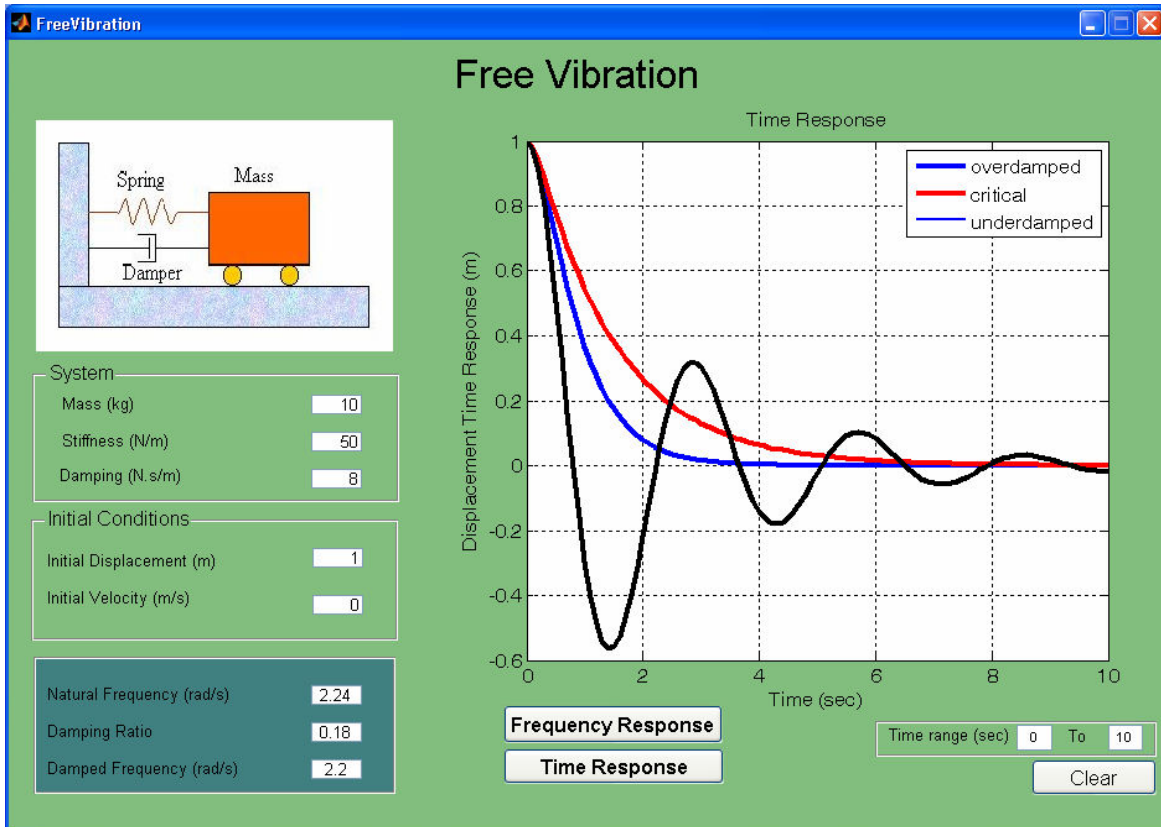 FreeVibration
Free Vibration
Spring
Mass
Damper
System
Mass (kg) 10
Stiffness (N/m) 50
Damping (N.s/m) 8
Initial Conditions
Initial Displacement (m) 1
Initial Velocity (m/s) 0
Natural Frequency (rad/s) 2.24
Damping Ratio 0.18
Damped Frequency (rad/s) 2.2
Time Response
Displacement Time Response (m)
1
0.8
0.6
0.4
0.2
0
-0.2
-0.4
-0.6
overdamped
critical
underdamped
0 2 4 6 8 10
Time (sec)
Frequency Response
Time Response
Time range (sec) 0 To 10
Clear